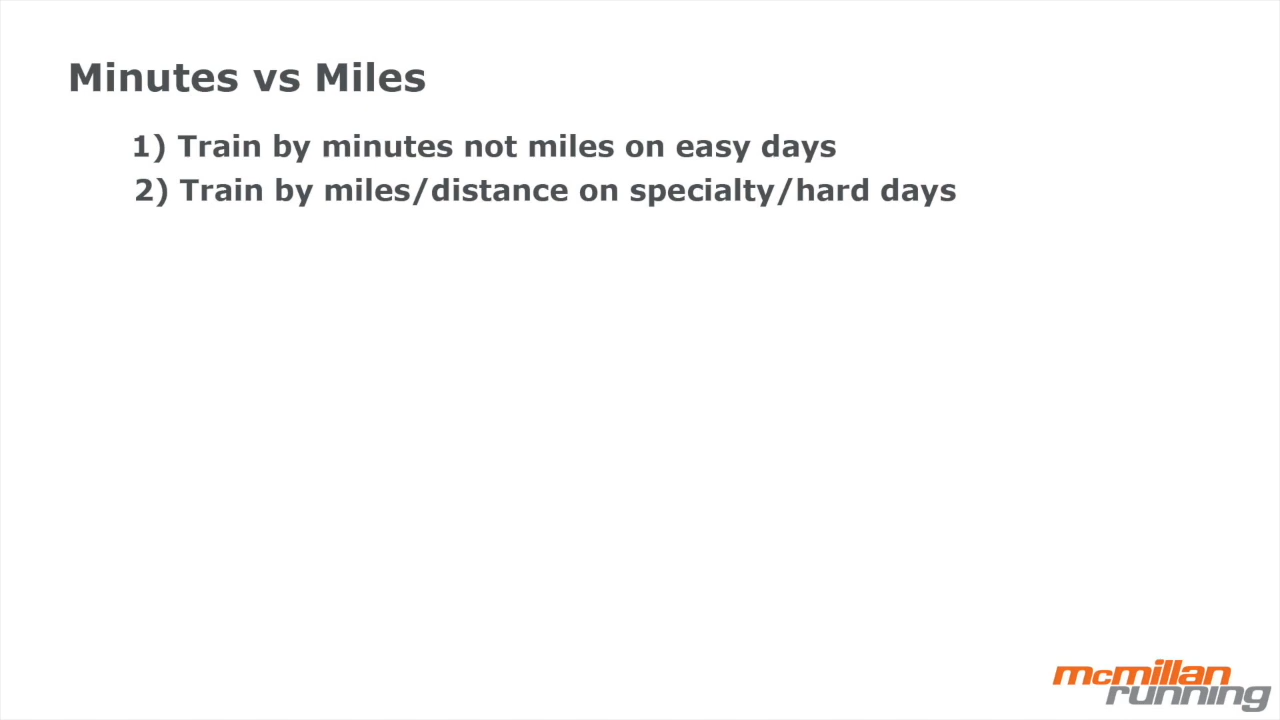 Minutes vs Miles
1) Train by minutes not miles on easy days
2) Train by miles/distance on specialty/hard days
mcmillan
running